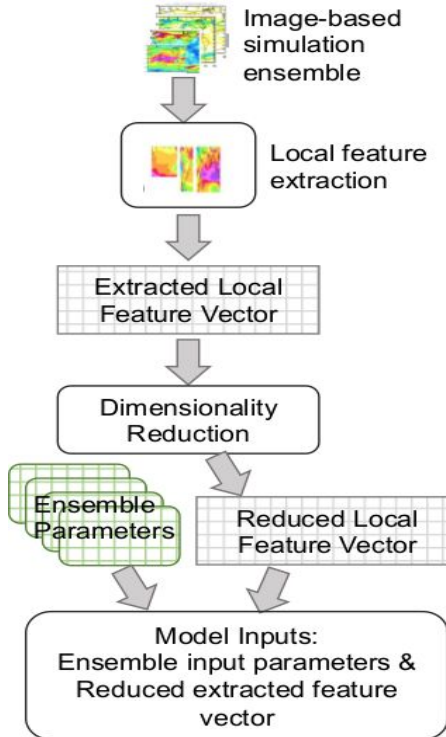 Image-based
simulation
ensemble
Local feature
extraction
Extracted Local
Feature Vector
Dimensionality
Reduction
Ensemble
Parameters
Reduced Local
Feature Vector
Model Inputs:
Ensemble input parameters &
Reduced extracted feature
vector